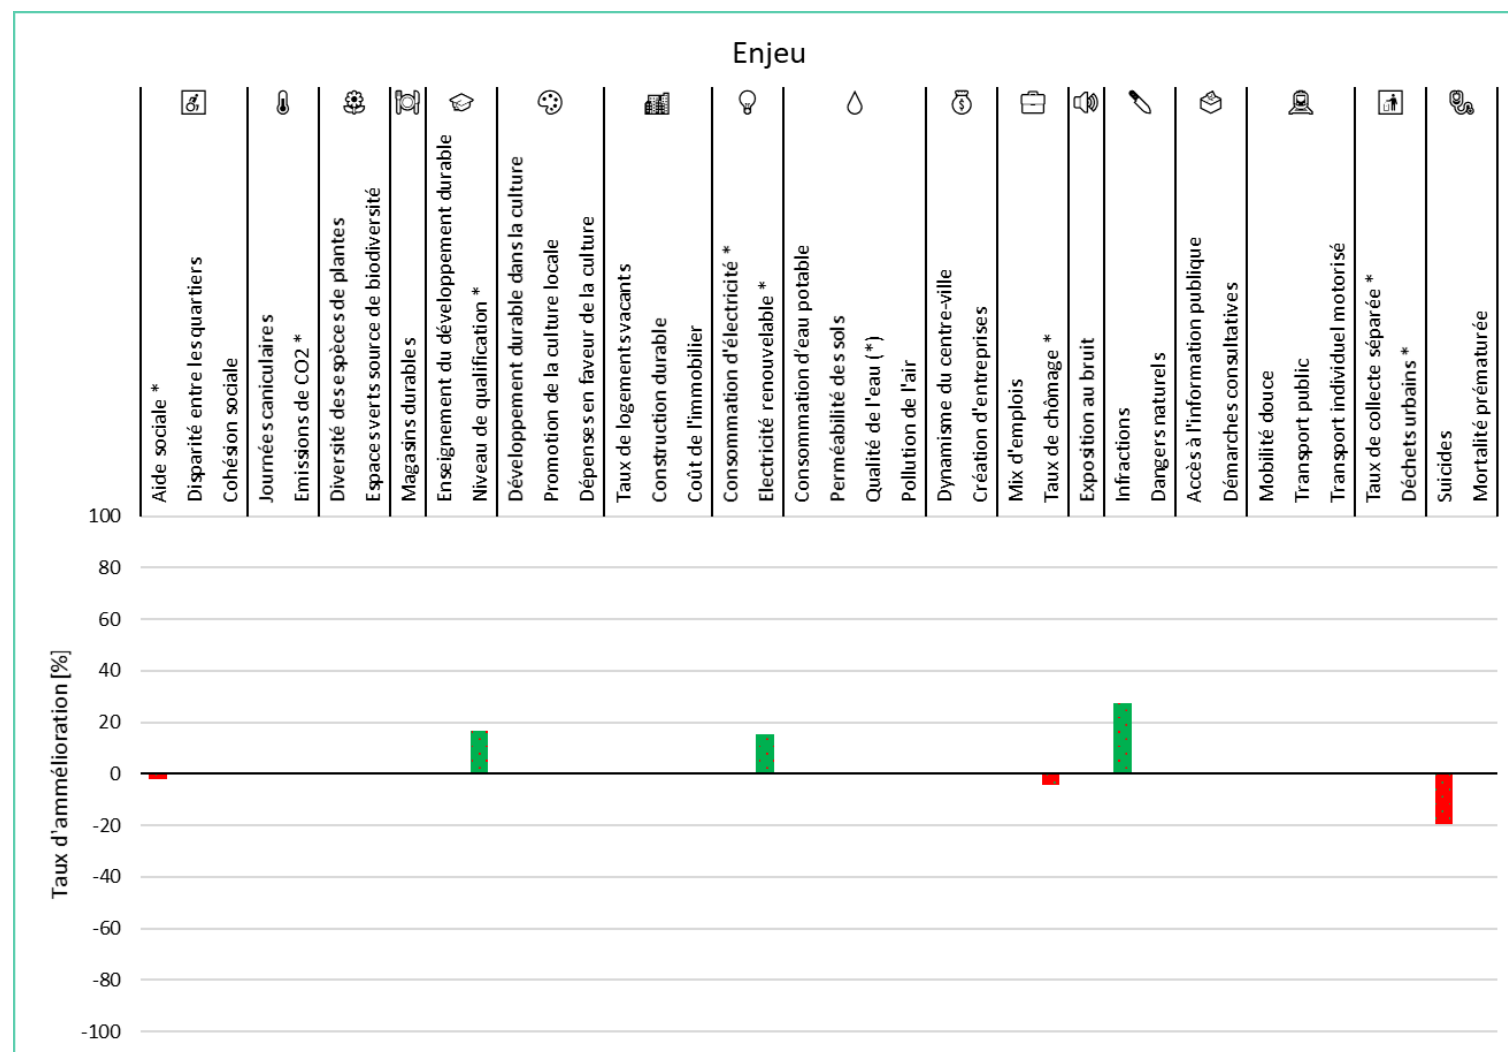 Enjeu
Aide sociale *
Disparité entre les quartiers
Cohésion sociale
Journées caniculaires
Emissions de CO2 *
Diversité des espèces de plantes
Espaces verts source de biodiversité
Magasins durables
Enseignement du développement durable
Niveau de qualification *
Développement durable dans la culture
Promotion de la culture locale
Dépenses en faveur de la culture
Taux de logements vacants
Construction durable
Coût de l'immobilier
Consommation d'électricité *
Electricité renouvelable *
Consommation d'eau potable
Perméabilité des sols
Qualité de l'eau (*)
Pollution de l'air
Dynamisme du centre-ville
Création d'entreprises
Mix d'emplois
Taux de chômage *
Exposition au bruit
Infractions
Dangers naturels
Accès à l'information publique
Démarches consultatives
Mobilité douce
Transport public
Transport individuel motorisé
Taux de collecte séparée *
Déchets urbains *
Suicides
Mortalité prématurée
Taux d'ammélioration [%]
100
80
60
40
20
0
-20
-40
-60
-80
-100